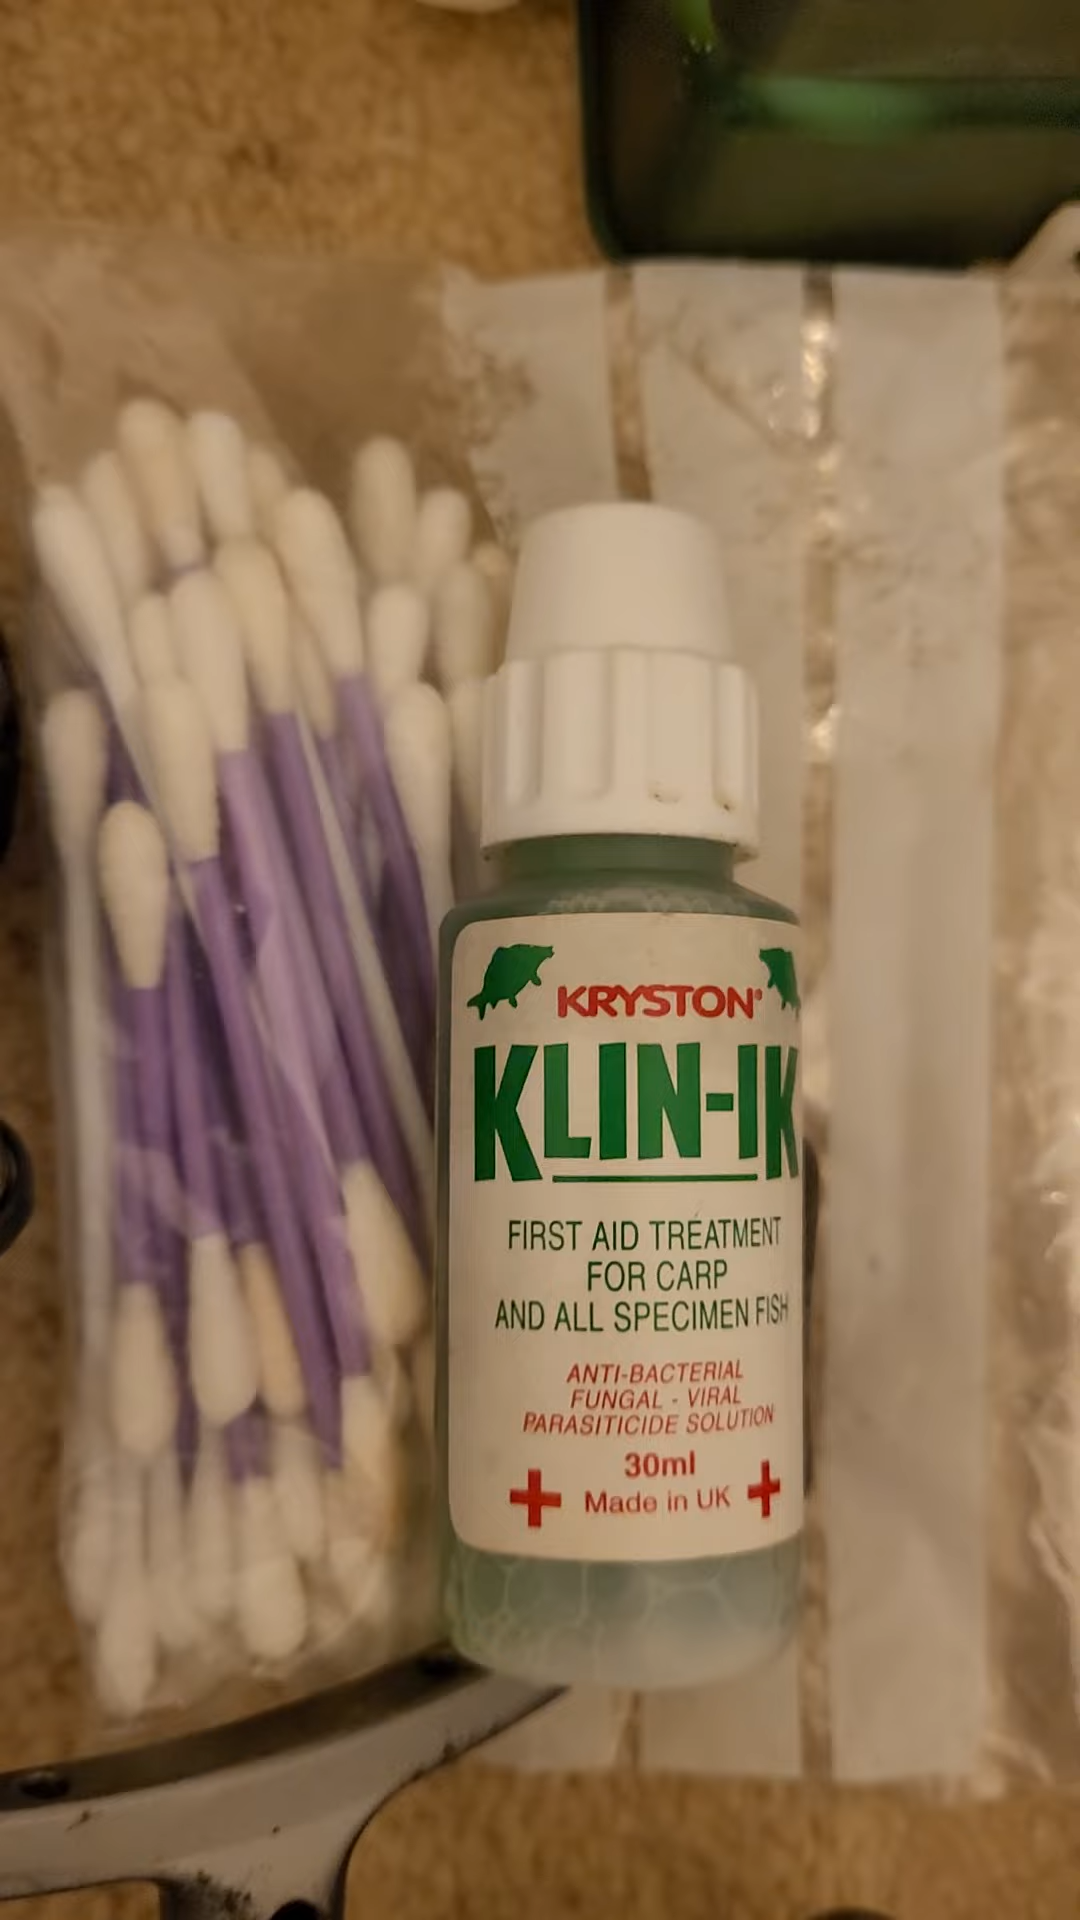 KRYSTON®
KLIN-IK
FIRST AID TREATMENT
FOR CARP
AND ALL SPECIMEN FISH
ANTI-BACTERIAL
FUNGAL - VIRAL
PARASITICIDE SOLUTION
30ml
Made in UK